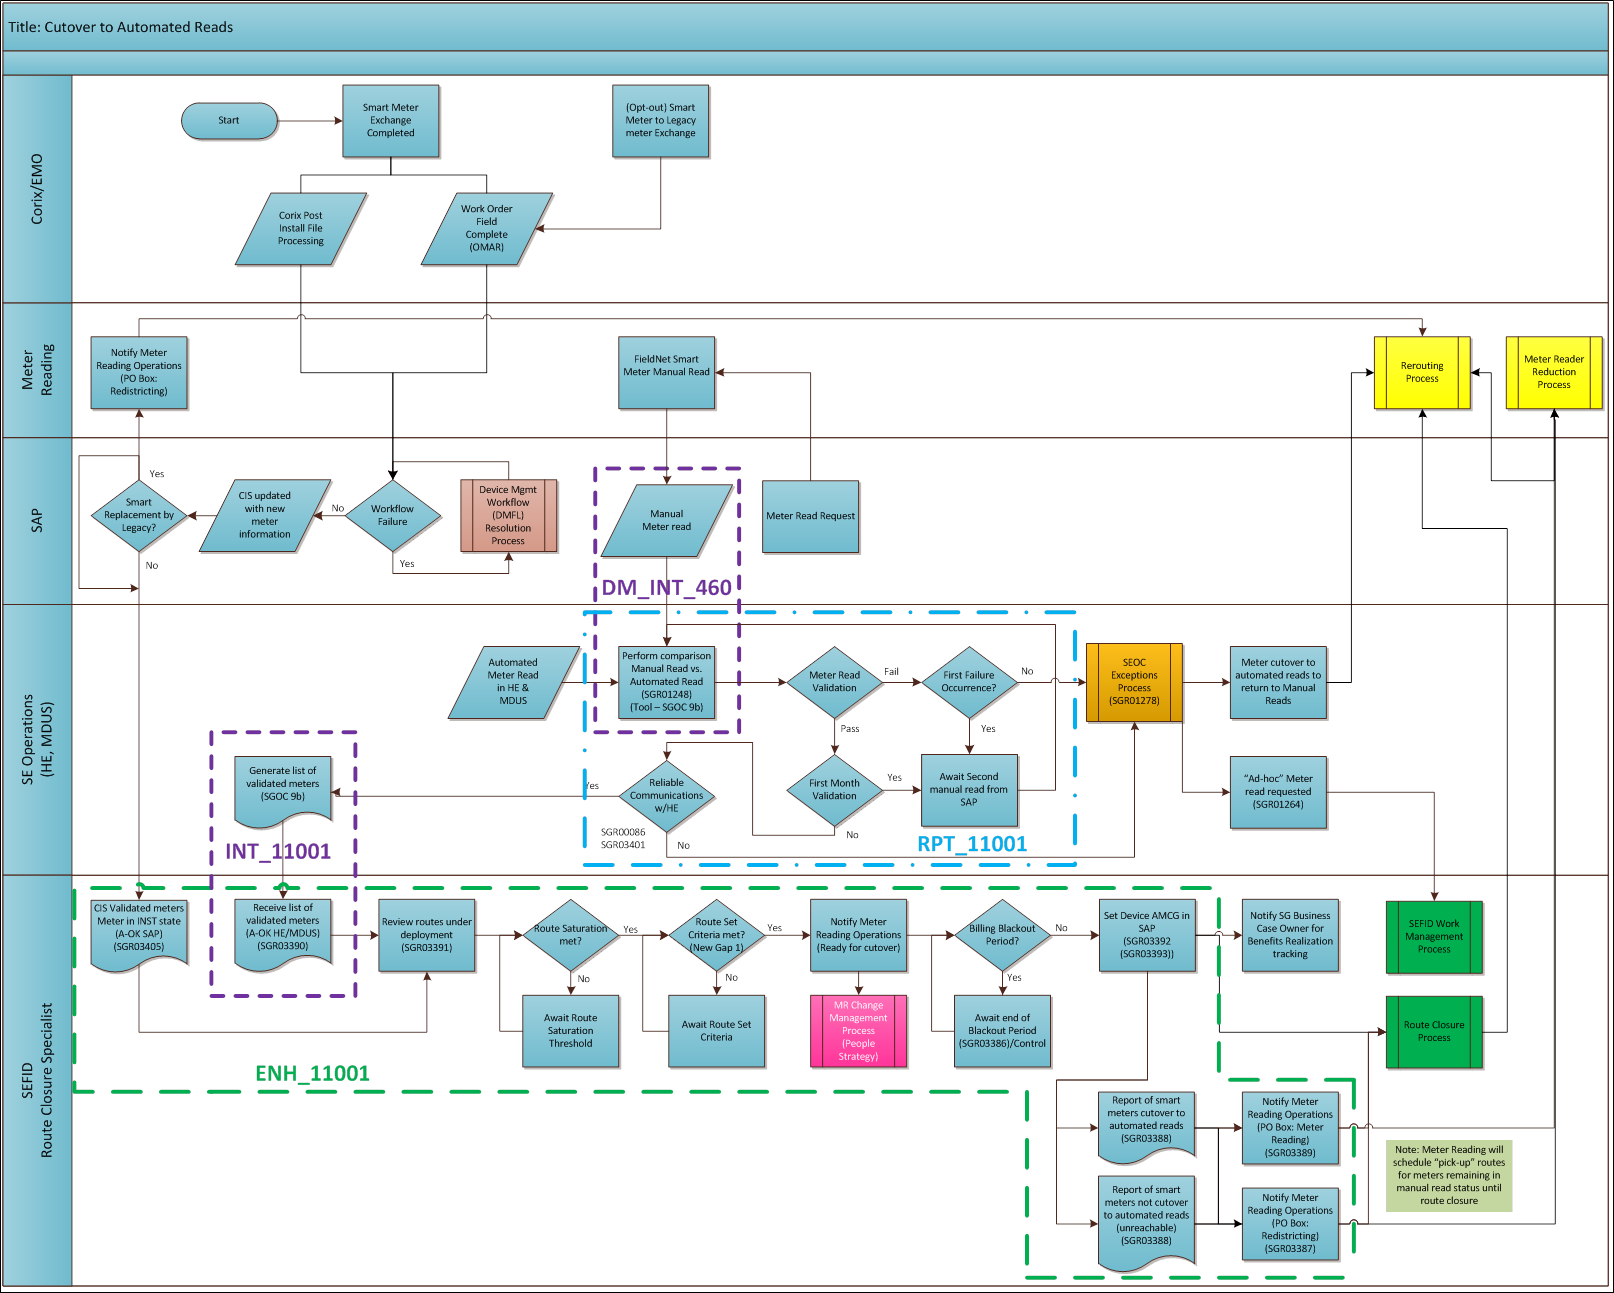 Title: Cutover to Automated Reads
Corix/EMO
Start
Smart Meter
Exchange
Completed
(Opt-out) Smart
Meter to Legacy
meter Exchange
Corix Post
Install File
Processing
Work Order
Field
Complete
(OMAR)
Meter
Reading
Notify Meter
Reading Operations
(PO Box:
Redistricting)
FieldNet Smart
Meter Manual Read
Rerouting
Process
Meter Reader
Reduction
Process
SAP
Yes
Smart
Replacement by
Legacy?
No
CIS updated
with new
meter
information
No
Workflow
Failure
Yes
Device Mgmt
Workflow
(DMFL)
Resolution
Process
Manual
Meter read
DM_INT_460
Meter Read Request
SE Operations
(HE, MDUS)
Automated
Meter Read
in HE &
MDUS
Perform comparison
Manual Read vs.
Automated Read
(SGR01248)
(Tool – SGOC 9b)
Meter Read
Validation
Fail
First Failure
Occurrence?
No
SEOC
Exceptions
Process
(SGR01278)
Meter cutover to
automated reads to
return to Manual
Reads
Pass
Yes
Generate list of
validated meters
(SGOC 9b)
Yes
Reliable
Communications
w/HE
SGR00086
SGR03401
No
First Month
Validation
Yes
No
Await Second
manual read from
SAP
"Ad-hoc" Meter
read requested
(SGR01264)
INT_11001
RPT_11001
SEFID
Route Closure Specialist
CIS Validated meters
Meter in INST state
(A-OK SAP)
(SGR03405)
Receive list of
validated meters
(A-OK HE/MDUS)
(SGR03390)
Review routes under
deployment
(SGR03391)
Route Saturation
met?
Yes
No
Route Set
Criteria met?
(New Gap 1)
Yes
No
Notify Meter
Reading Operations
(Ready for cutover)
Billing Blackout
Period?
No
Yes
Set Device AMCG in
SAP
(SGR03392
(SGR03393))
Notify SG Business
Case Owner for
Benefits Realization
tracking
SEFID Work
Management
Process
Await Route
Saturation
Threshold
Await Route Set
Criteria
MR Change
Management
Process
(People
Strategy)
Await end of
Blackout Period
(SGR03386)/Control
Route Closure
Process
ENH_11001
Report of smart
meters cutover to
automated reads
(SGR03388)
Notify Meter
Reading Operations
(PO Box: Meter
Reading)
(SGR03389)
Note: Meter Reading will
schedule "pick-up" routes
for meters remaining in
manual read status until
route closure
Report of smart
meters not cutover
to automated reads
(unreachable)
(SGR03388)
Notify Meter
Reading Operations
(PO Box:
Redistricting)
(SGR03387)